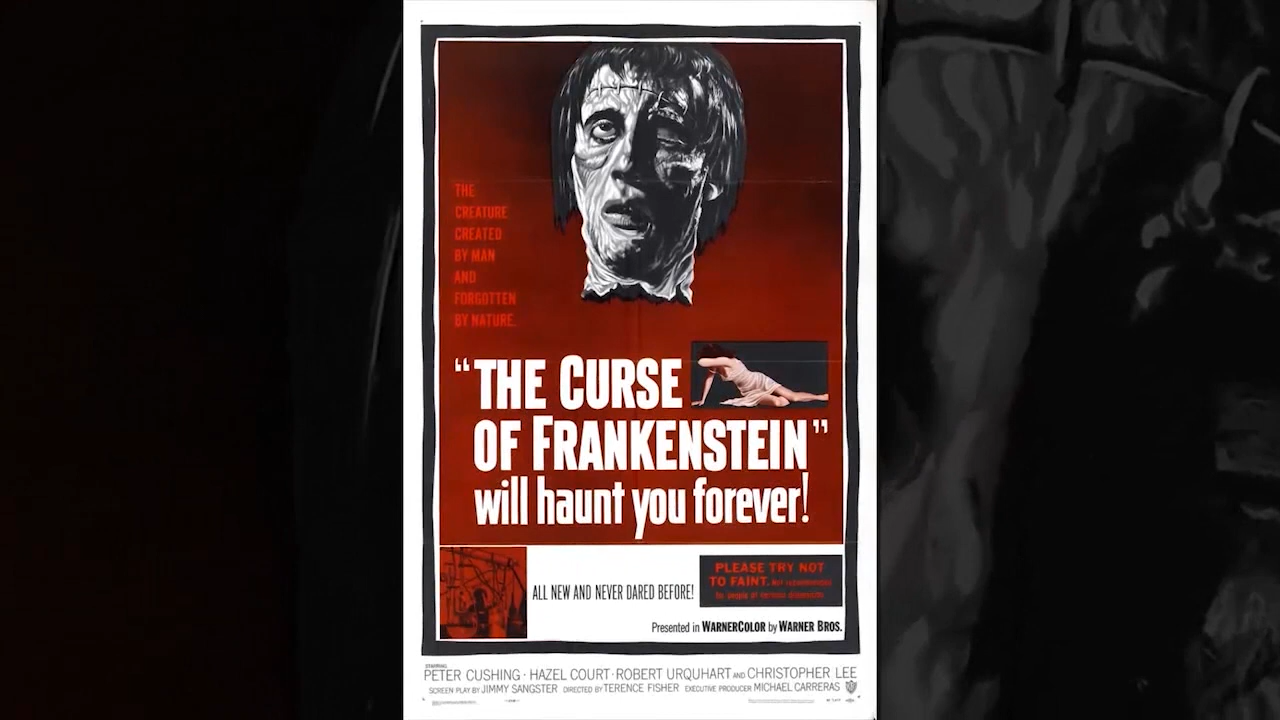 THE
CREATURE
CREATED
BY MAN
AND
FORGOTTEN
BY NATURE.
"THE CURSE
OF FRANKENSTEIN"
will haunt you forever!
ALL NEW AND NEVER DARED BEFORE!
PLEASE TRY NOT
TO FAINT.
Presented in WARNERCOLOR by WARNER BROS.
STARRING
PETER CUSHING · HAZEL COURT · ROBERT URQUHART AND CHRISTOPHER LEE
SCREEN PLAY BY JIMMY SANGSTER DIRECTED BY TERENCE FISHER EXECUTIVE PRODUCER MICHAEL CARRERAS